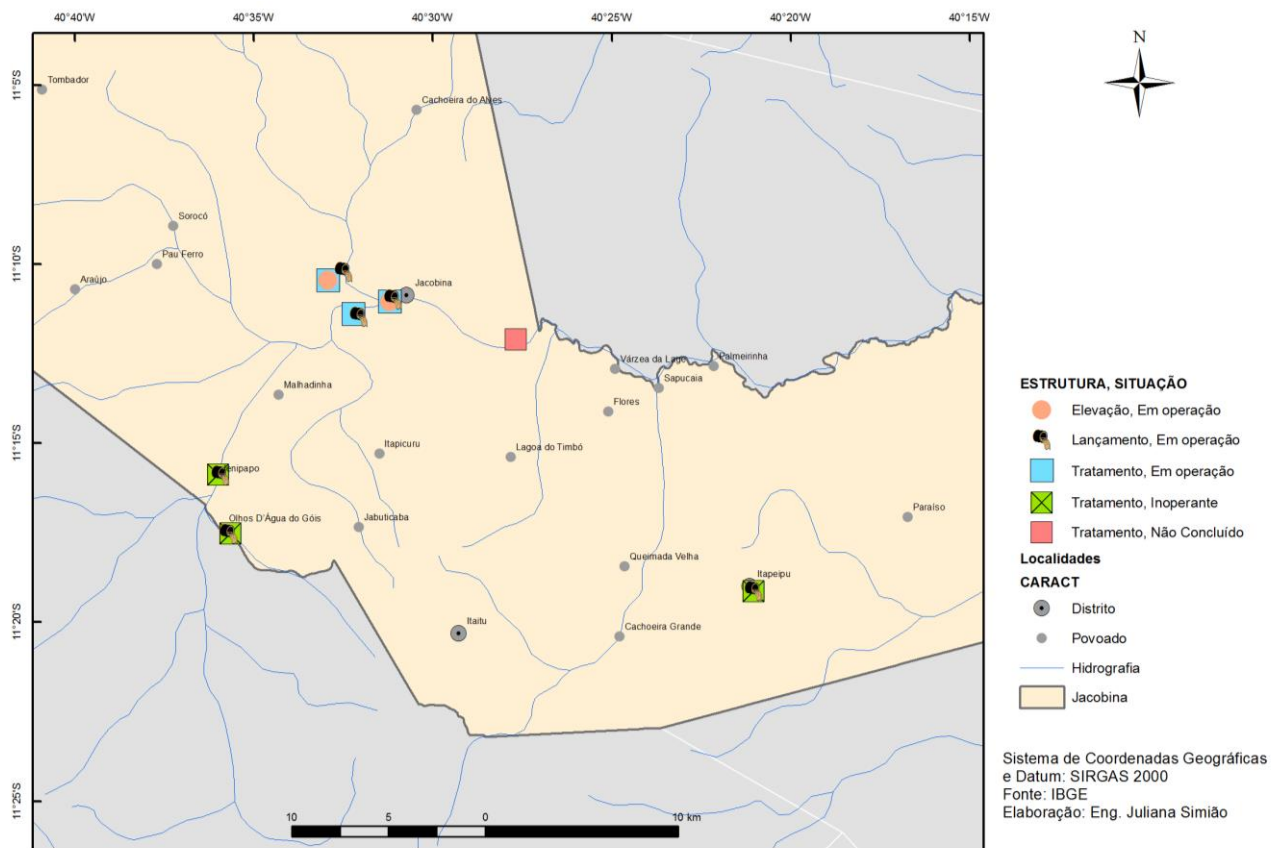 40°40'W 40°35'W 40°30'W 40°25'W 40°20'W 40°15'W
N
11°5'S
11°10'S
11°15'S
11°20'S
11°25'S
Tombador
Cachoeira do Alves
Sorocó
Pau Ferro
Araújo
Jacobina
Várzea da Lage
Palmeirinha
Sapucaia
Malhadinha
Flores
Itapicuru
Lagoa do Timbó
Olhos D'Água do Góis
Jabuticaba
Paraíso
Queimada Velha
Itapeipu
Itaitu
Cachoeira Grande
10 5 0 10 km
ESTRUTURA, SITUAÇÃO
Elevação, Em operação
Lançamento, Em operação
Tratamento, Em operação
Tratamento, Inoperante
Tratamento, Não Concluído
Localidades
CARACT
Distrito
Povoado
Hidrografia
Jacobina
Sistema de Coordenadas Geográficas
e Datum: SIRGAS 2000
Fonte: IBGE
Elaboração: Eng. Juliana Simião